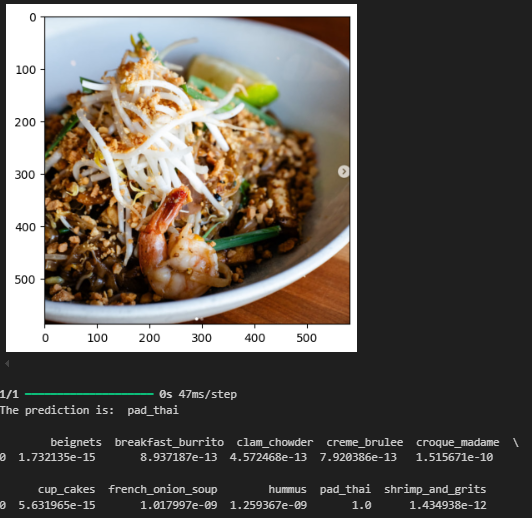 0
100
200
300
400
500
0 100 200 300 400 500
1/1 ━━━━━━━━━━━━━━━━━━━━ 0s 47ms/step
The prediction is: pad_thai
beignets breakfast_burrito clam_chowder creme_brulee croque_madame \
0 1.732135e-15 8.937187e-13 4.572468e-13 7.920386e-13 1.515671e-10
cup_cakes french_onion_soup hummus pad_thai shrimp_and_grits
0 5.631965e-15 1.017997e-09 1.259367e-09 1.0 1.434938e-12